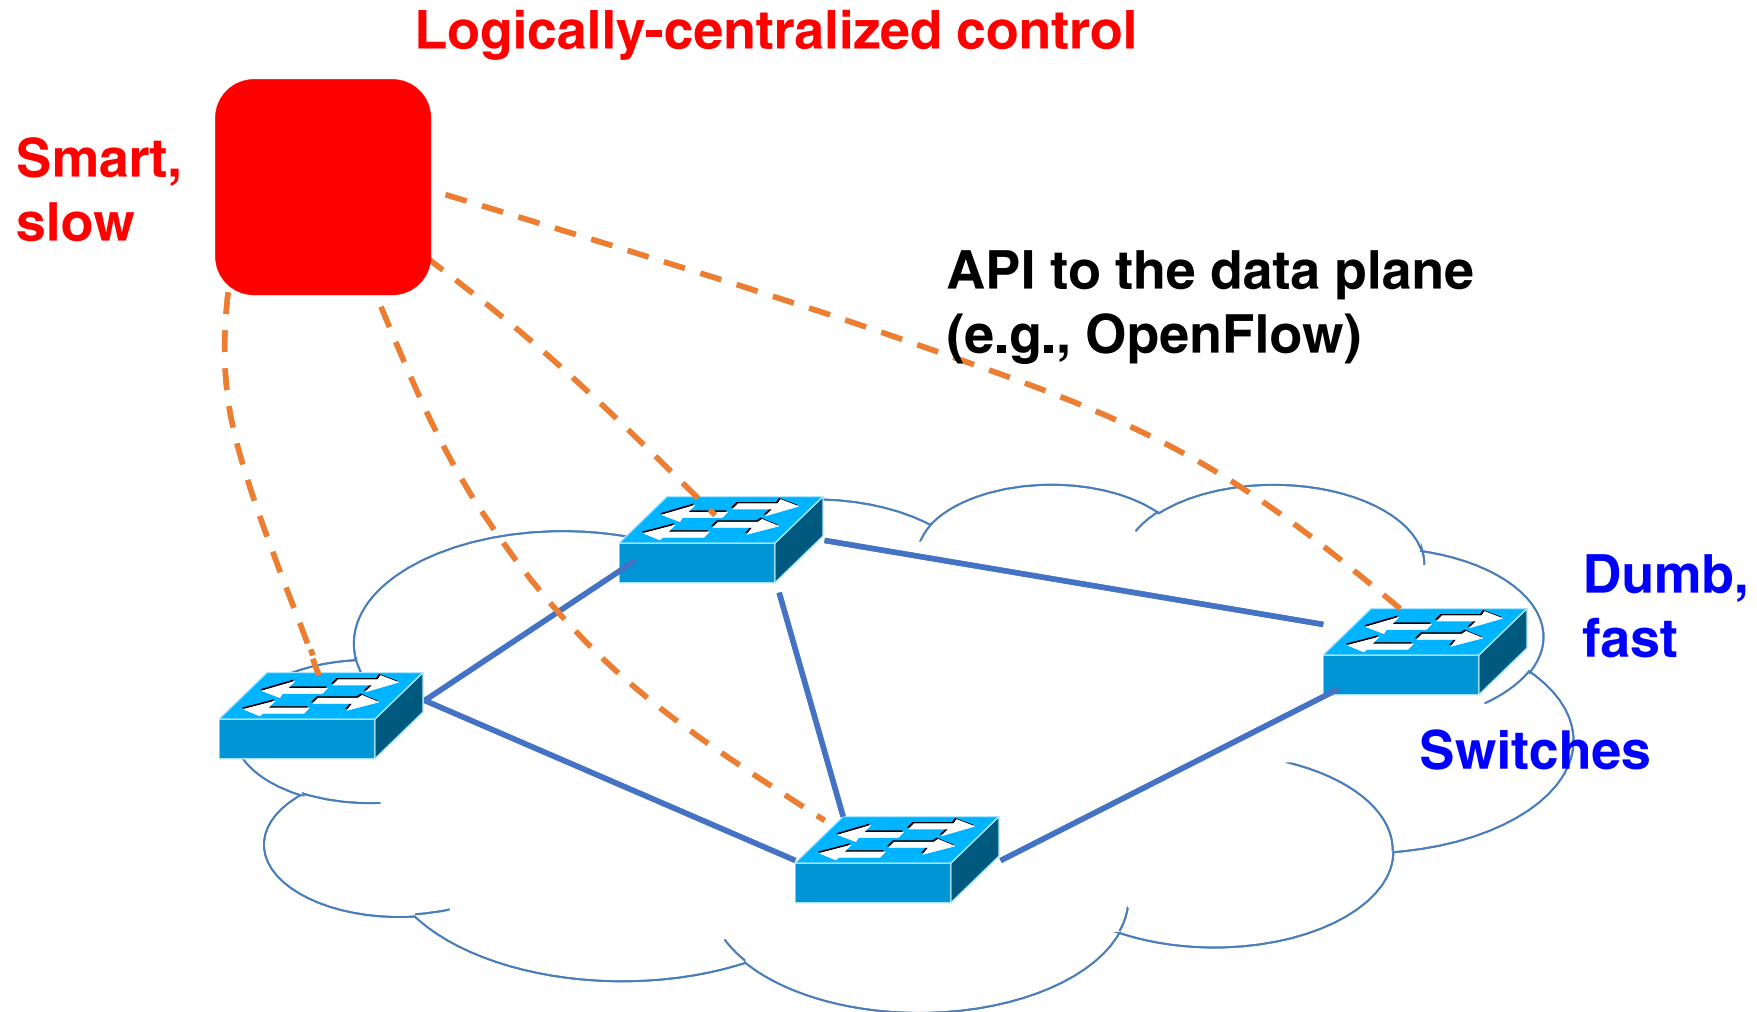 Logically-centralized control
Smart,
slow
API to the data plane
(e.g., OpenFlow)
Dumb,
fast
Switches